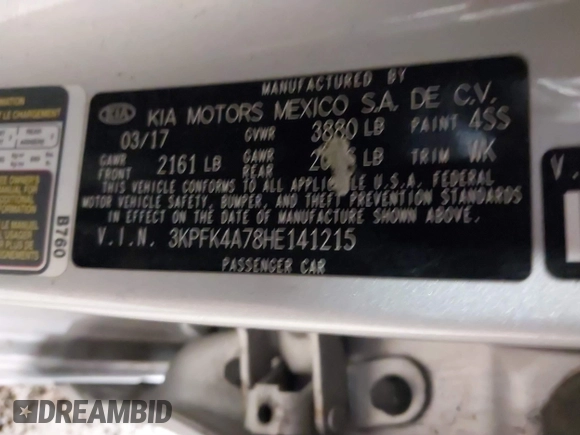 MANUFACTURED BY
KIA KIA MOTORS MEXICO S.A. DE C.V.
03/17 GVWR 3880 LB PAINT 4SS
GAWR FRONT 2161 LB GAWR REAR LB TRIM WK
THIS VEHICLE CONFORMS TO ALL APPLICABLE U.S.A. FEDERAL
MOTOR VEHICLE SAFETY, BUMPER, AND THEFT PREVENTION STANDARDS
IN EFFECT ON THE DATE OF MANUFACTURE SHOWN ABOVE.
V.I.N. 3KPFK4A78HE141215
PASSENGER CAR
B760
DREAMBID